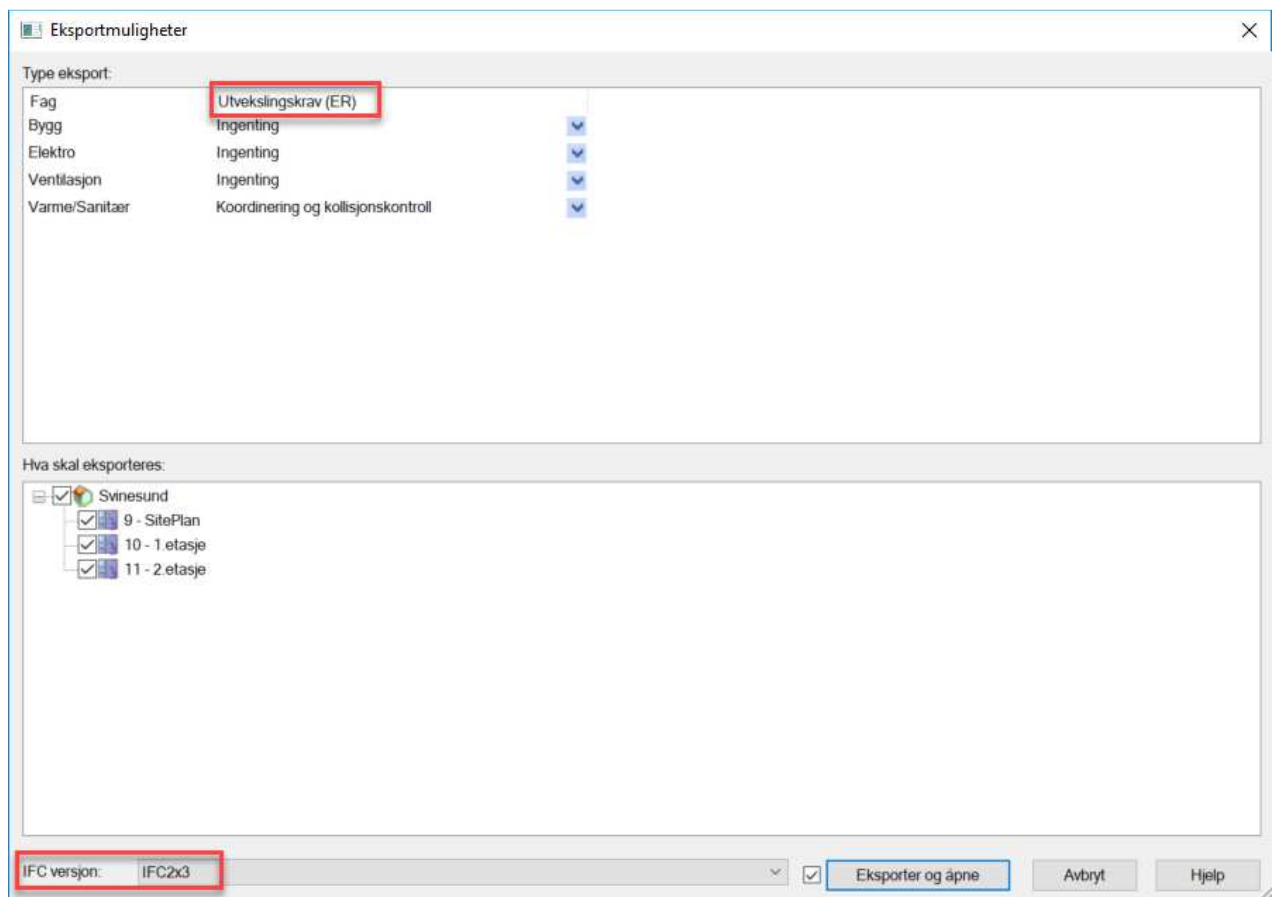 Eksportmuligheter
Type eksport:
Fag Utvekslingskrav (ER)
Bygg Ingenting
Elektro Ingenting
Ventilasjon Ingenting
Varme/Sanitær Koordinering og kollisjonskontroll
Hva skal eksporteres:
Svinesund
9 - SitePlan
10 - 1.etasje
11 - 2.etasje
IFC versjon: IFC2x3 Eksporter og åpne Avbryt Hjelp